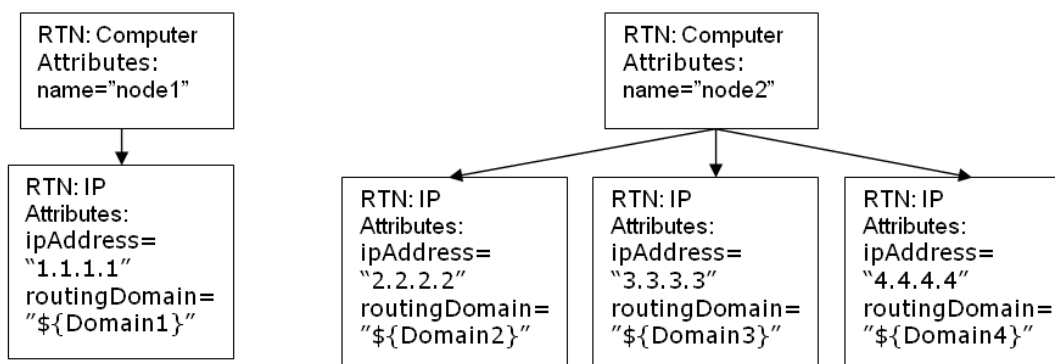 RTN: Computer
Attributes:
name=”node1”
RTN: IP
Attributes:
ipAddress=
“1.1.1.1”
routingDomain=
”${Domain1}”
RTN: Computer
Attributes:
name=”node2”
RTN: IP
Attributes:
ipAddress=
“2.2.2.2”
routingDomain=
”${Domain2}”
RTN: IP
Attributes:
ipAddress=
“3.3.3.3”
routingDomain=
”${Domain3}”
RTN: IP
Attributes:
ipAddress=
“4.4.4.4”
routingDomain=
”${Domain4}”